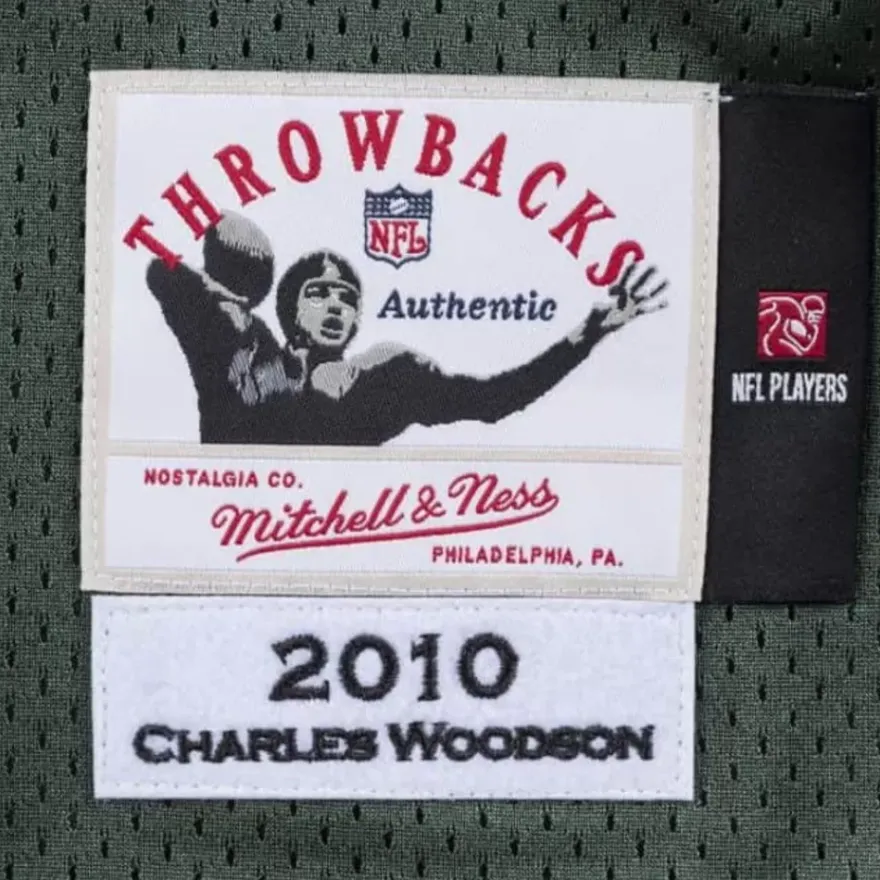 THROWBACKS
NFL
Authentic
NFL PLAYERS
NOSTALGIA CO.
Mitchell & Ness
PHILADELPHIA, PA.
2010
CHARLES WOODSON